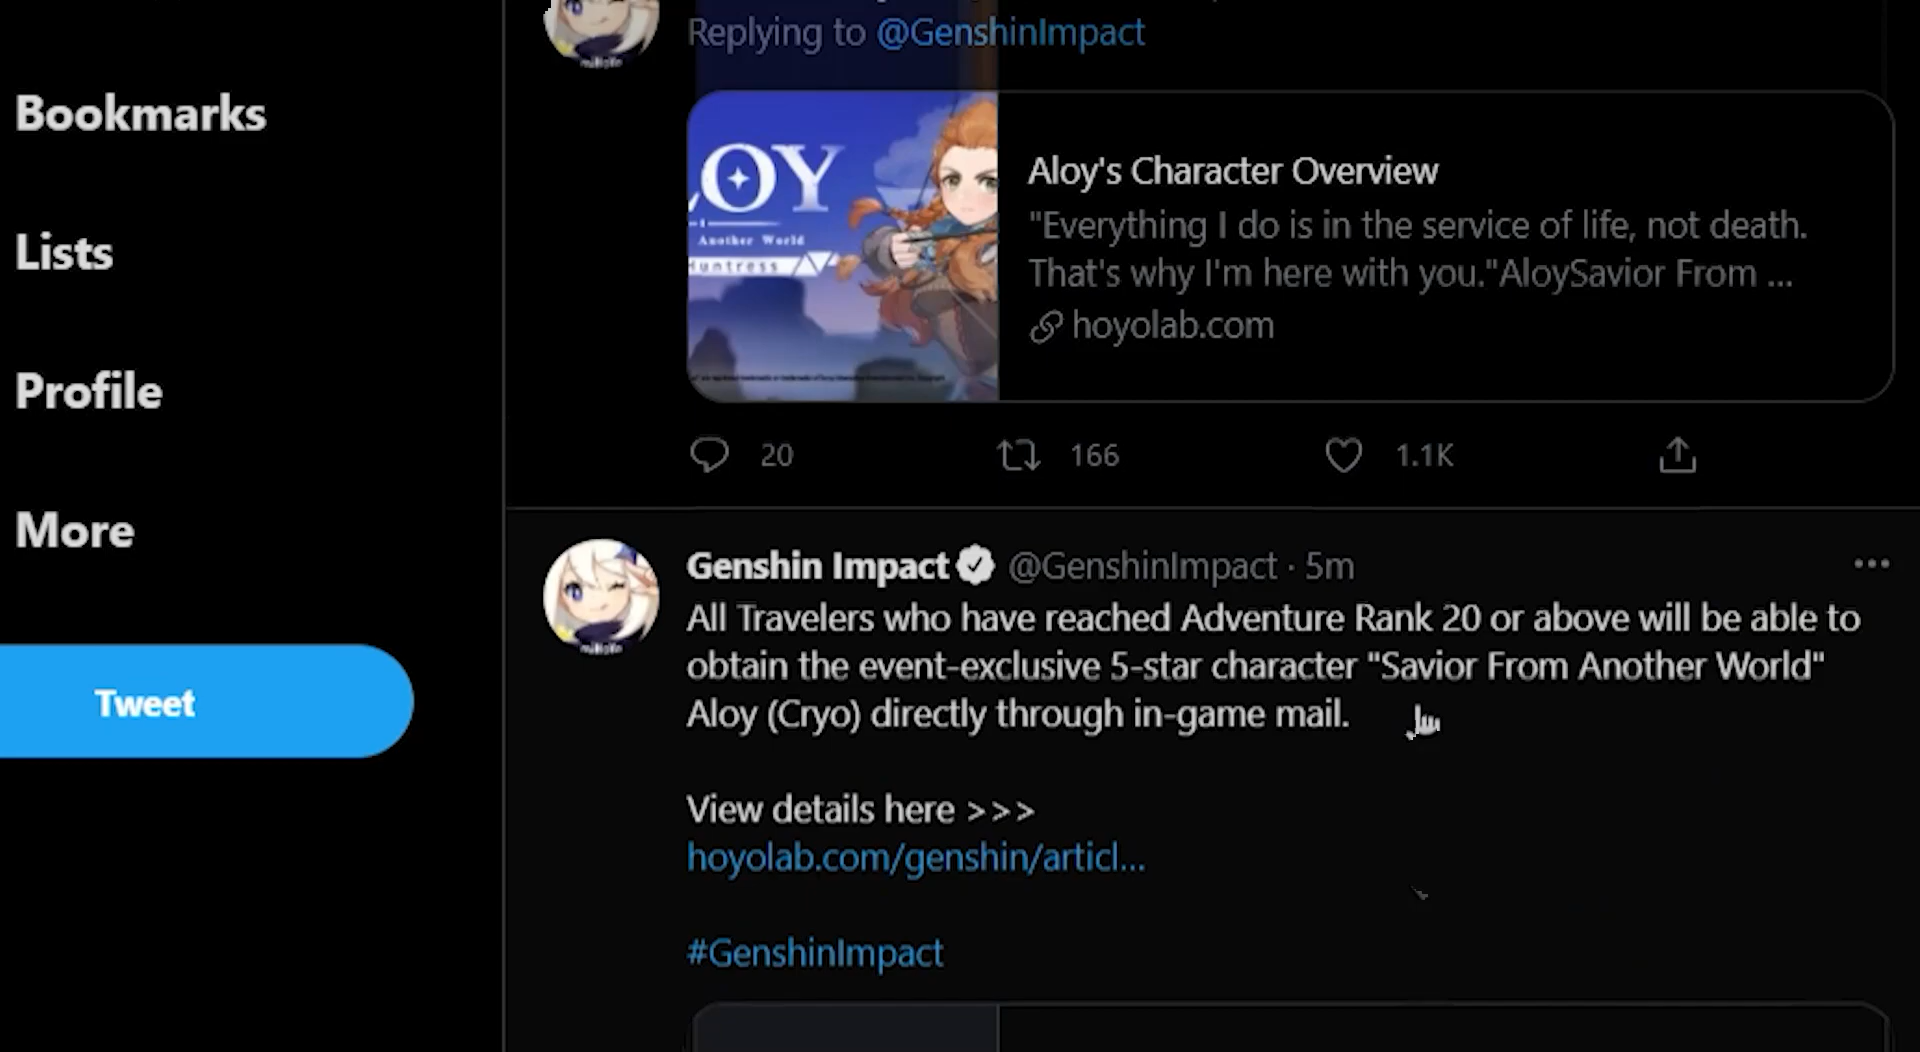 Bookmarks
Lists
Profile
More
Tweet
Replying to @GenshinImpact
LOY
Another World
Huntress
Aloy's Character Overview
"Everything I do is in the service of life, not death.
That's why I'm here with you."AloySavior From ...
hoyolab.com
20 166 1.1K
Genshin Impact @GenshinImpact · 5m
All Travelers who have reached Adventure Rank 20 or above will be able to
obtain the event-exclusive 5-star character "Savior From Another World"
Aloy (Cryo) directly through in-game mail.
View details here >>>
hoyolab.com/genshin/articl...
#GenshinImpact